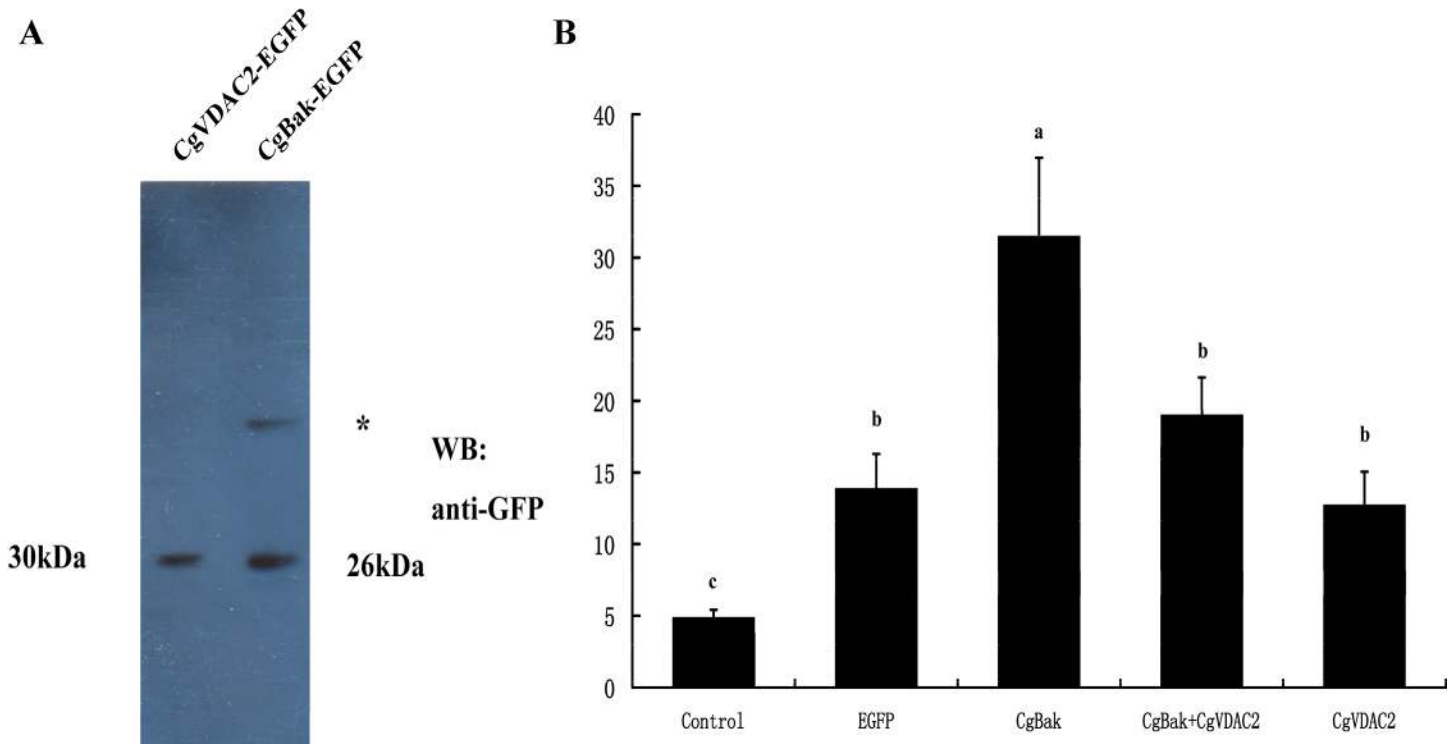 A
CgVDAC2-EGFP
CgBak-EGFP
*
WB:
anti-GFP
30kDa
26kDa
B
40
35
30
25
20
15
10
5
0
c
b
a
b
b
Control
EGFP
CgBak
CgBak+CgVDAC2
CgVDAC2